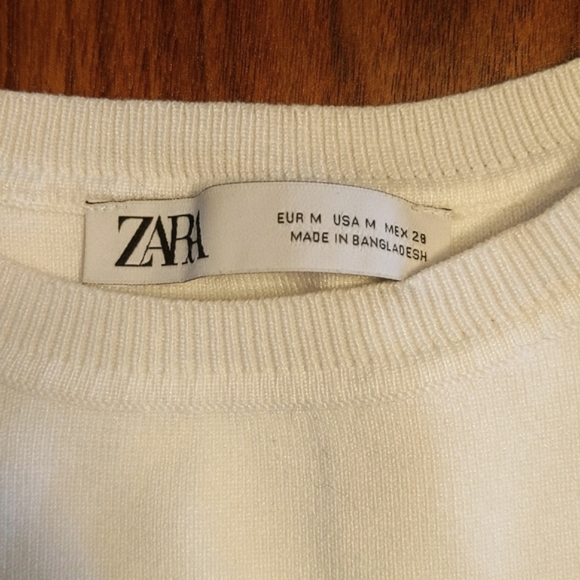 ZARA
EUR M USA M MEX 28
MADE IN BANGLADESH